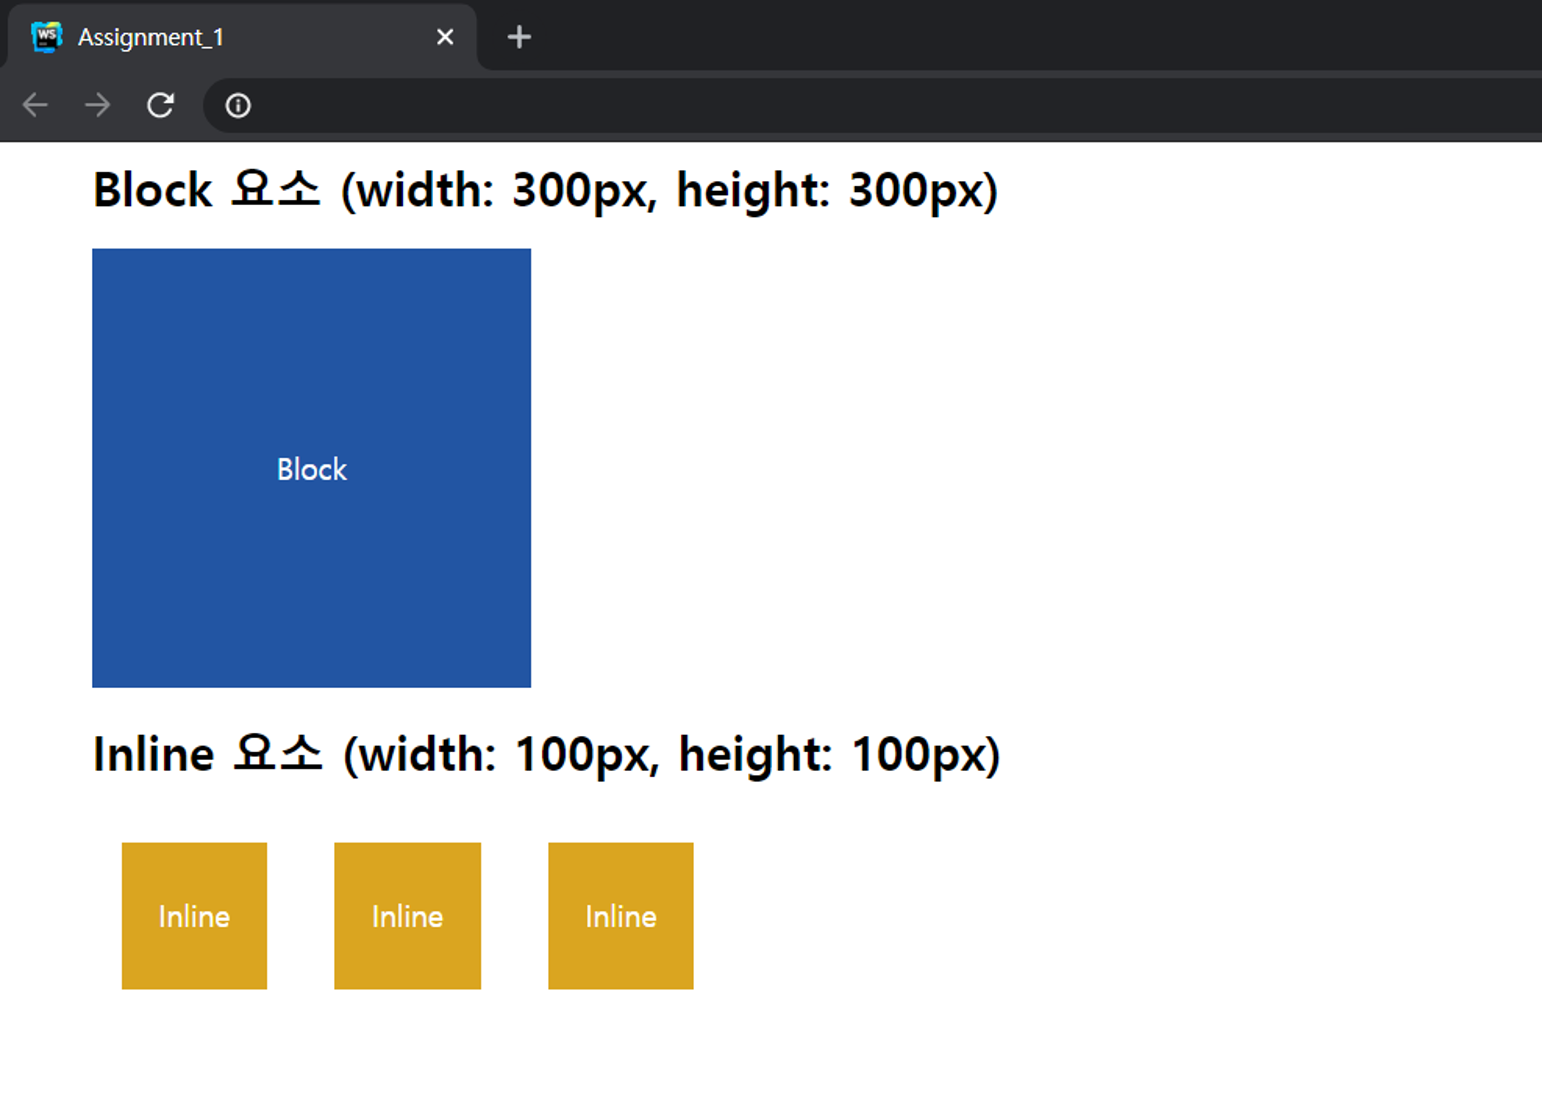 WS
Assignment_1
Block 요소 (width: 300px, height: 300px)
Block
Inline 요소 (width: 100px, height: 100px)
Inline Inline Inline